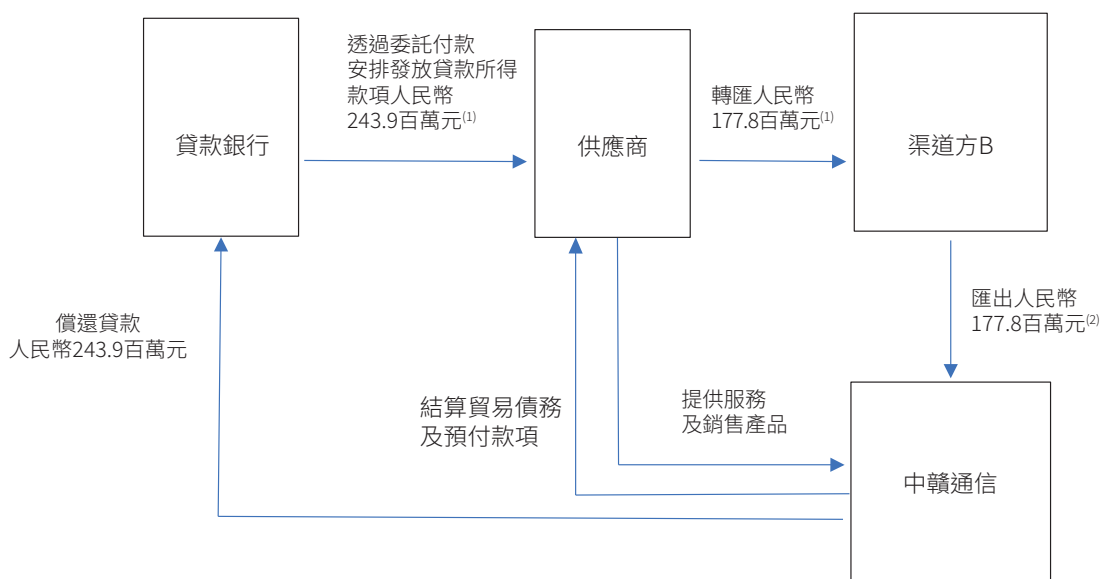 貸款銀行
透過委託付款
安排發放貸款所得
款項人民幣
243.9百萬元(1)
供應商
轉匯人民幣
177.8百萬元(1)
渠道方B
償還貸款
人民幣243.9百萬元
結算貿易債務
及預付款項
提供服務
及銷售產品
匯出人民幣
177.8百萬元(2)
中贛通信